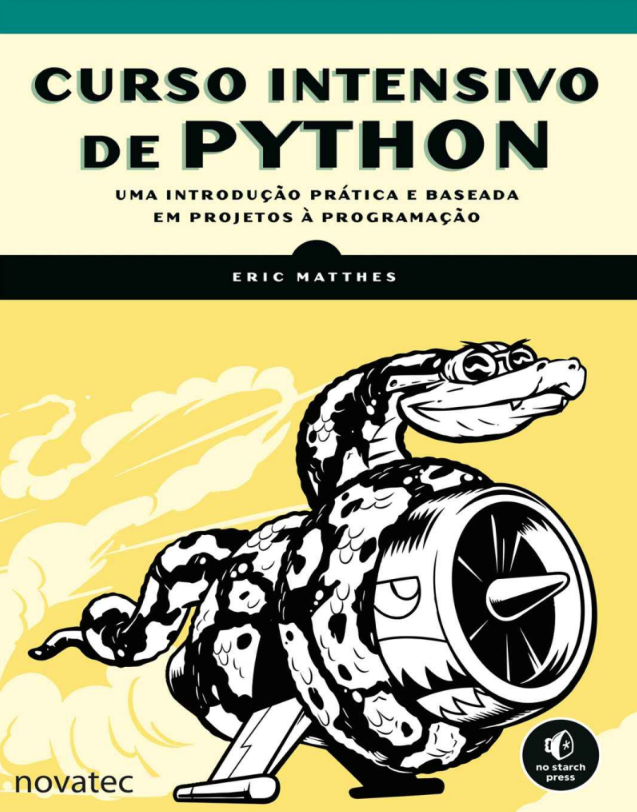 CURSO INTENSIVO
DE PYTHON
UMA INTRODUÇÃO PRÁTICA E BASEADA
EM PROJETOS À PROGRAMAÇÃO
ERIC MATTHES
novatec
no starch
press